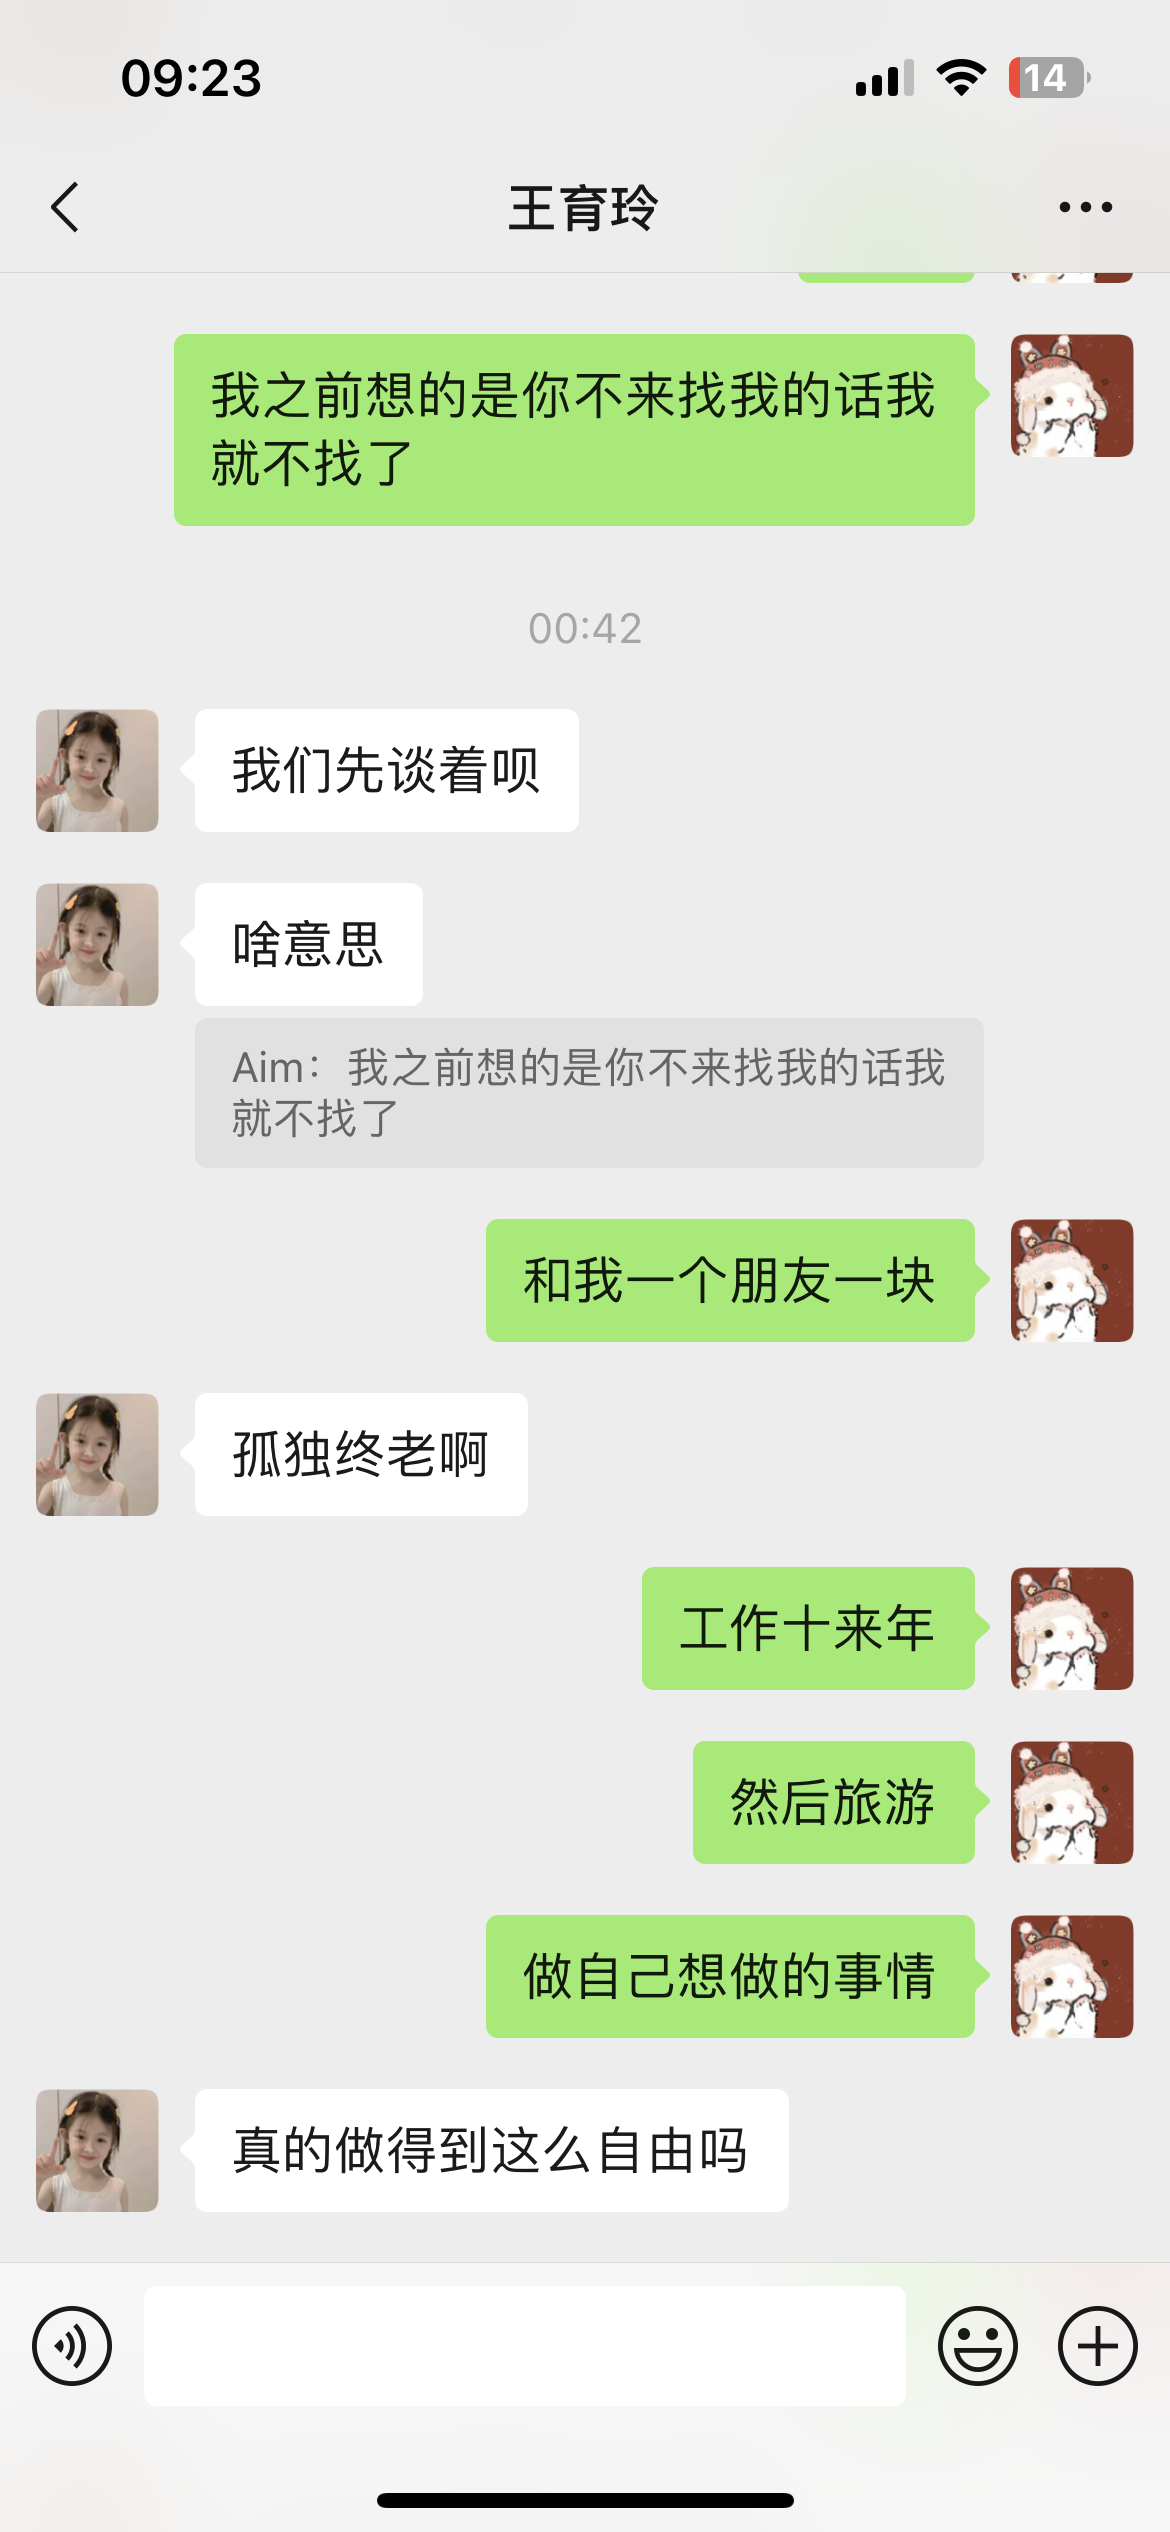 09:23
14
王育玲
我之前想的是你不来找我的话我
就不找了
00:42
我们先谈着呗
啥意思
Aim：我之前想的是你不来找我的话我
就不找了
和我一个朋友一块
孤独终老啊
工作十来年
然后旅游
做自己想做的事情
真的做得到这么自由吗